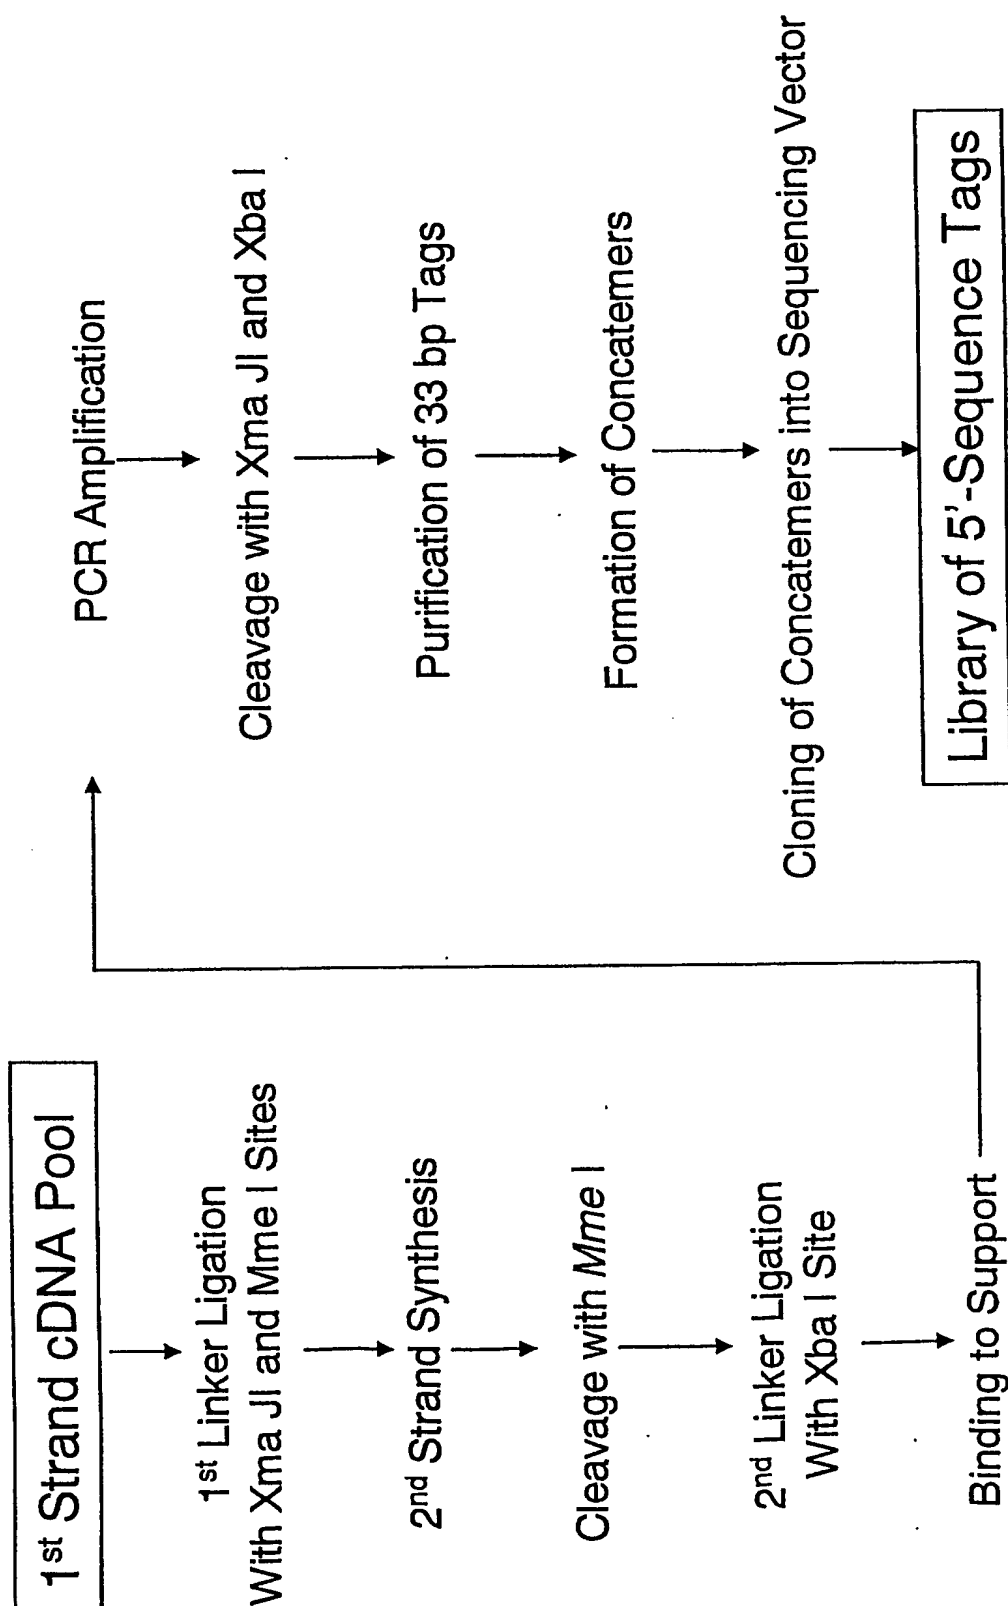 1st Strand cDNA Pool
1st Linker Ligation
With Xma JI and Mme I Sites
2nd Strand Synthesis
Cleavage with Mme I
2nd Linker Ligation
With Xba I Site
Binding to Support
PCR Amplification
Cleavage with Xma JI and Xba I
Purification of 33 bp Tags
Formation of Concatemers
Cloning of Concatemers into Sequencing Vector
Library of 5'-Sequence Tags